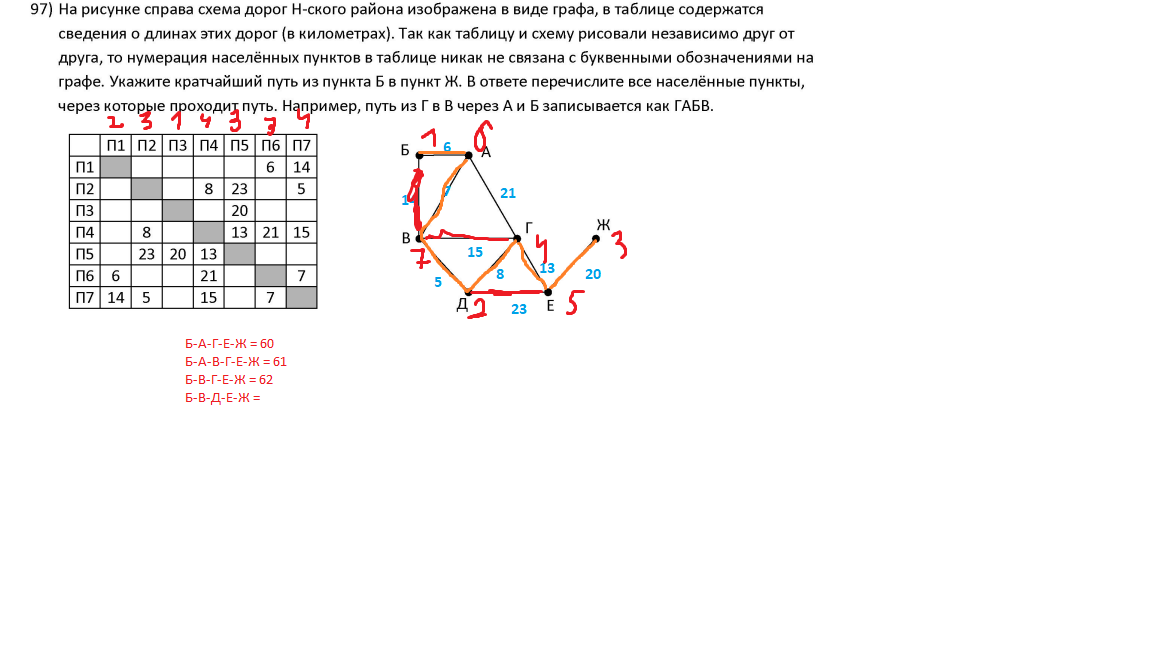 97) На рисунке справа схема дорог Н-ского района изображена в виде графа, в таблице содержатся
сведения о длинах этих дорог (в километрах). Так как таблицу и схему рисовали независимо друг от
друга, то нумерация населённых пунктов в таблице никак не связана с буквенными обозначениями на
графе. Укажите кратчайший путь из пункта Б в пункт Ж. В ответе перечислите все населённые пункты,
через которые проходит путь. Например, путь из Г в В через А и Б записывается как ГАБВ.
2 3 1 4 3 3 4
П1 П2 П3 П4 П5 П6 П7
П1 6 14
П2 8 23 5
П3 20
П4 8 13 21 15
П5 23 20 13
П6 6 21 7
П7 14 5 15 7
Б 1 6 А
7 21
В 7 15 Г 4 Ж 3
5 8 13 20
Д 2 23 Е 5
Б-А-Г-Е-Ж = 60
Б-А-В-Г-Е-Ж = 61
Б-В-Г-Е-Ж = 62
Б-В-Д-Е-Ж =